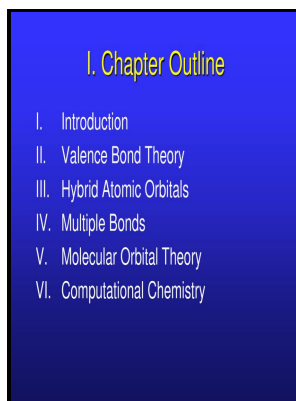 I. Chapter Outline
I. Introduction
II. Valence Bond Theory
III. Hybrid Atomic Orbitals
IV. Multiple Bonds
V. Molecular Orbital Theory
VI. Computational Chemistry